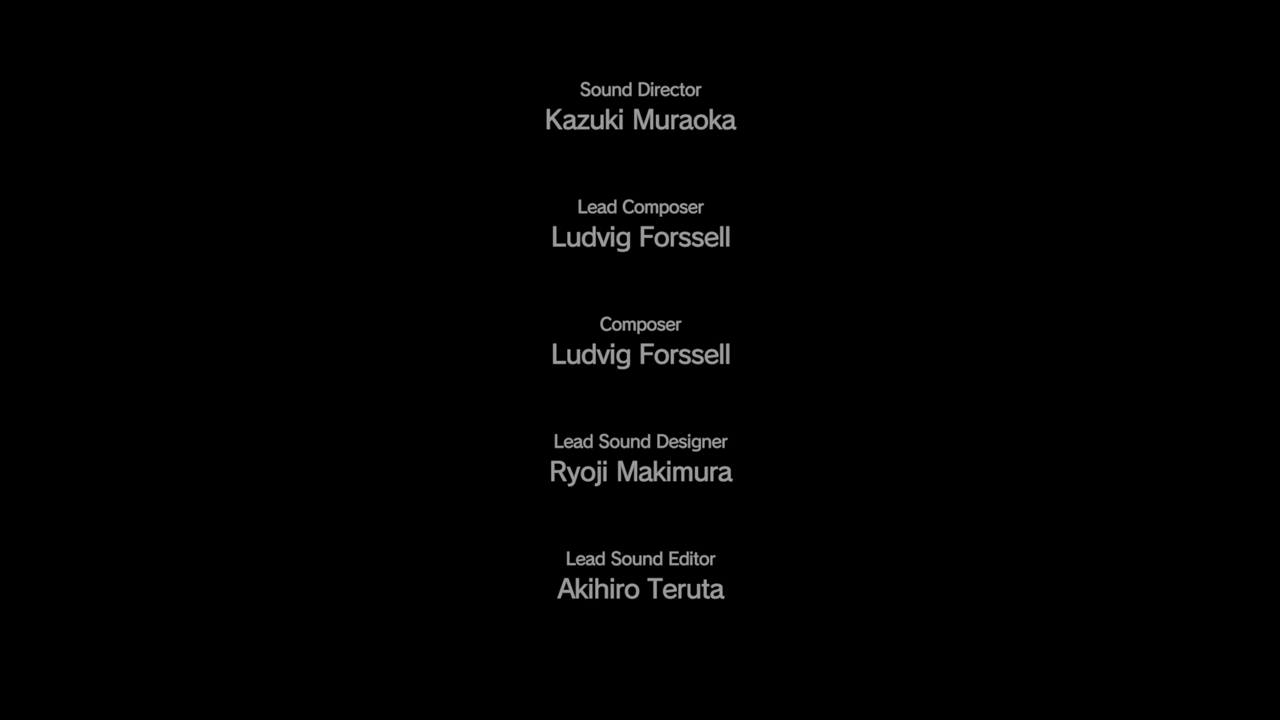 Sound Director
Kazuki Muraoka
Lead Composer
Ludvig Forssell
Composer
Ludvig Forssell
Lead Sound Designer
Ryoji Makimura
Lead Sound Editor
Akihiro Teruta